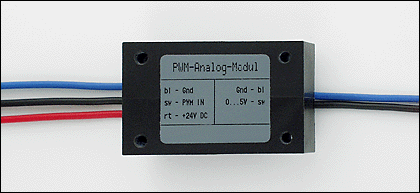 PWM-Analog-Modul
bl - Gnd
Gnd - bl
sw - PWM IN
0...5V - sw
rt - +24V DC